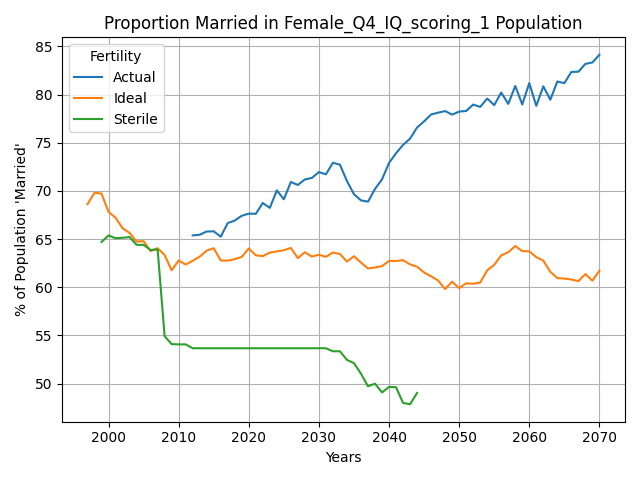 Proportion Married in Female_Q4_IQ_scoring_1 Population
% of Population 'Married'
85
80
75
70
65
60
55
50
Fertility
Actual
Ideal
Sterile
2000 2010 2020 2030 2040 2050 2060 2070
Years